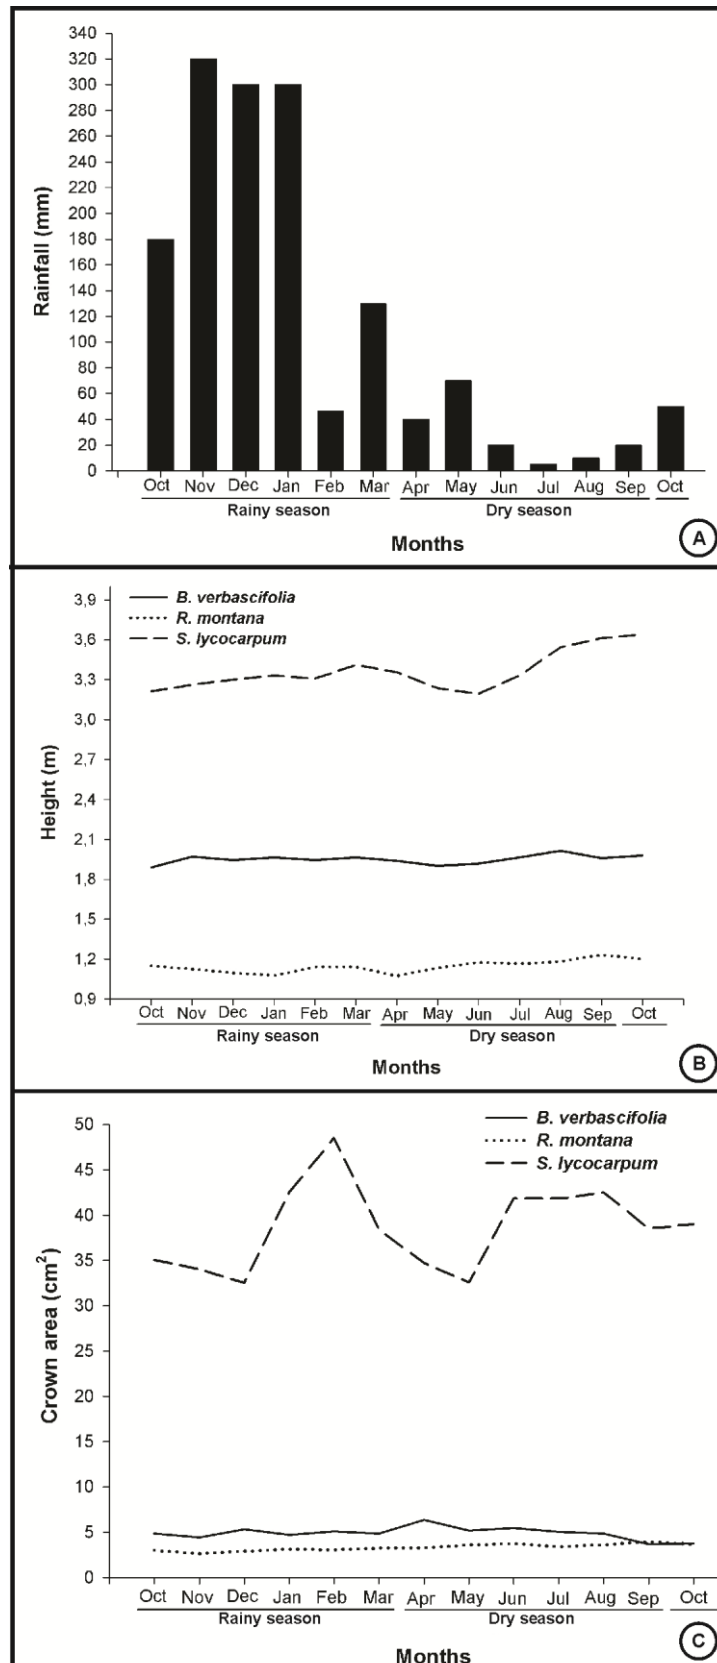 340
320
300
280
260
240
220
200
180
160
140
120
100
80
60
40
20
0
Rainfall (mm)
Oct Nov Dec Jan Feb Mar Apr May Jun Jul Aug Sep Oct
Rainy season Dry season
Months
A
B. verbascifolia
R. montana
S. lycocarpum
3,9
3,6
3,3
3,0
2,7
2,4
2,1
1,8
1,5
1,2
0,9
Height (m)
Oct Nov Dec Jan Feb Mar Apr May Jun Jul Aug Sep Oct
Rainy season Dry season
Months
B
B. verbascifolia
R. montana
S. lycocarpum
50
45
40
35
30
25
20
15
10
5
0
Crown area (cm²)
Oct Nov Dec Jan Feb Mar Apr May Jun Jul Aug Sep Oct
Rainy season Dry season
Months
C